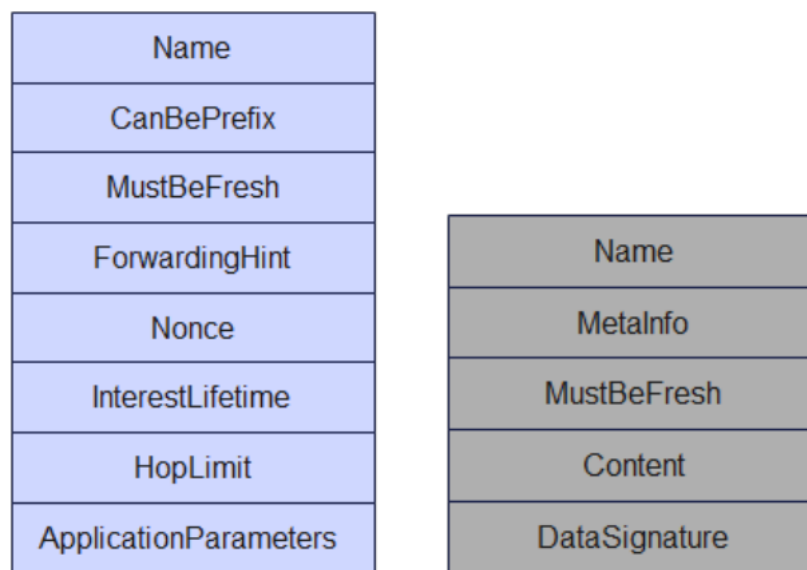 Name
CanBePrefix
MustBeFresh
ForwardingHint
Nonce
InterestLifetime
HopLimit
ApplicationParameters
Name
MetaInfo
MustBeFresh
Content
DataSignature